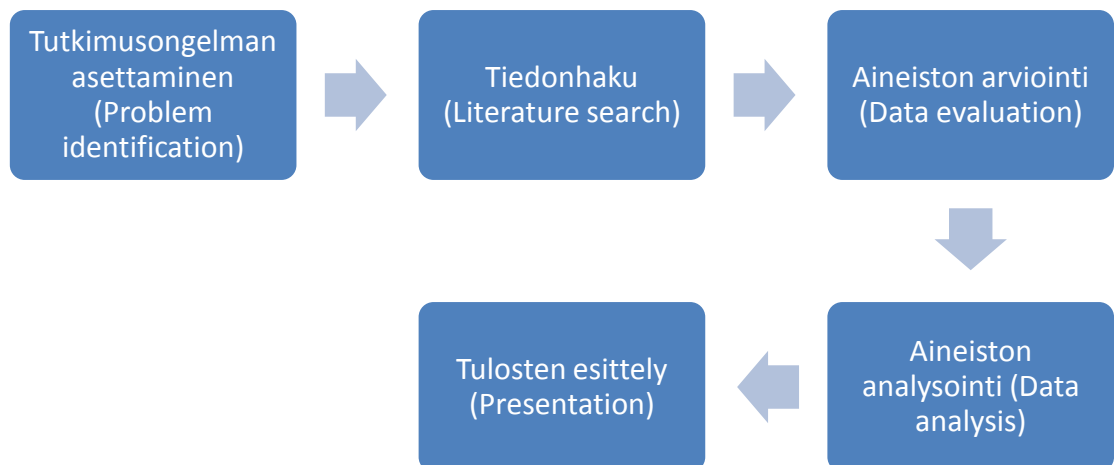 Tutkimusongelman
asettaminen
(Problem
identification)
Tiedonhaku
(Literature search)
Aineiston arviointi
(Data evaluation)
Aineiston
analysointi (Data
analysis)
Tulosten esittely
(Presentation)